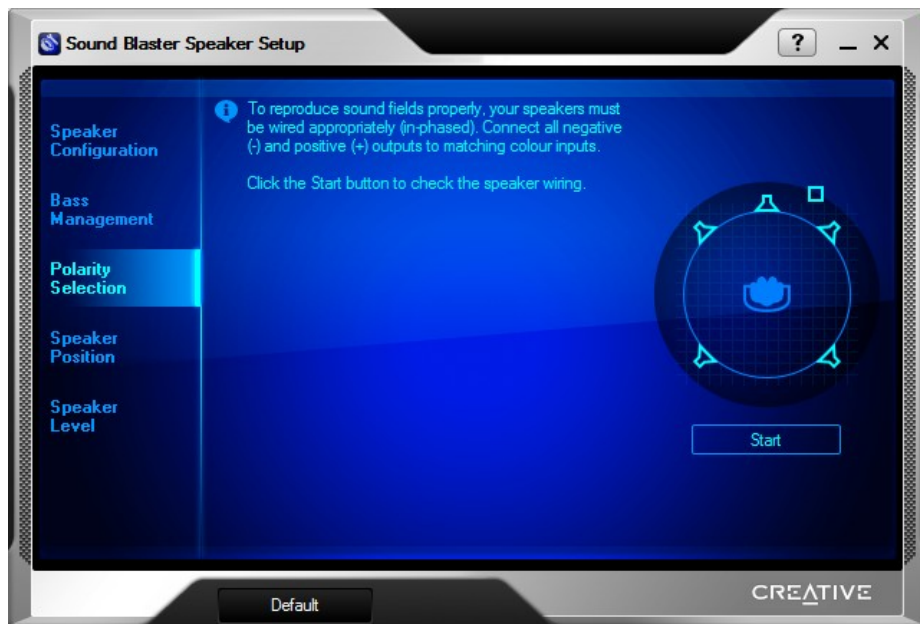 Sound Blaster Speaker Setup
?
Speaker
Configuration
Bass
Management
Polarity
Selection
Speaker
Position
Speaker
Level
To reproduce sound fields properly, your speakers must
be wired appropriately (in-phased). Connect all negative
(-) and positive (+) outputs to matching colour inputs.
Click the Start button to check the speaker wiring.
Start
Default
CREATIVE